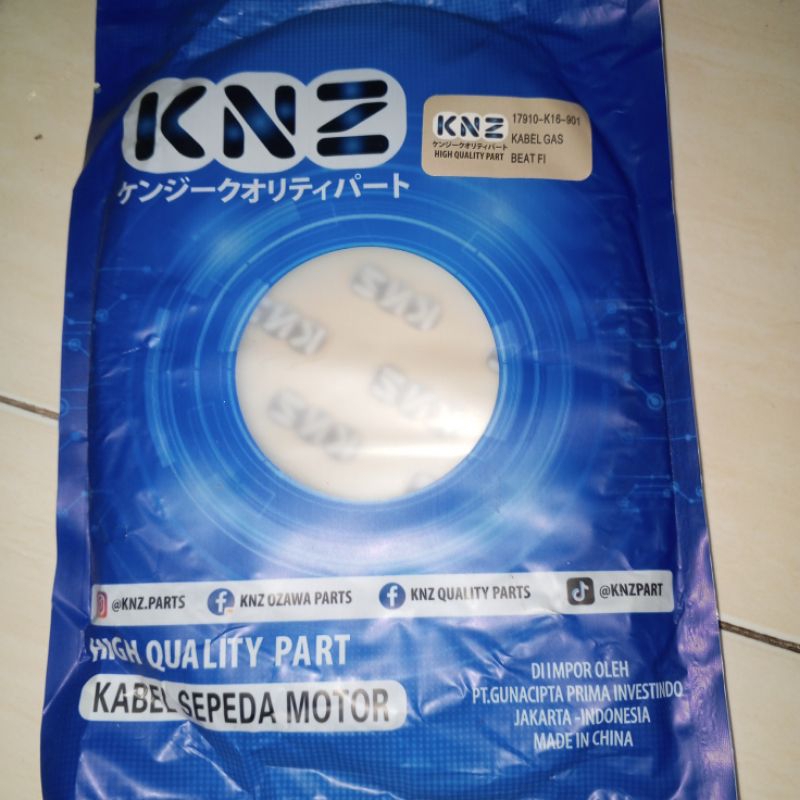 KNZ
ケンジークオリティパート
KNZ
ケンジークオリティパート
HIGH QUALITY PART
17910-K16-901
KABEL GAS
BEAT FI
KNZ
KNZ
KNZ
KNZ
@KNZ.PARTS
KNZ OZAWA PARTS
KNZ QUALITY PARTS
@KNZPART
HIGH QUALITY PART
KABEL SEPEDA MOTOR
DI IMPOR OLEH
PT.GUNACIPTA PRIMA INVESTINDO
JAKARTA -INDONESIA
MADE IN CHINA